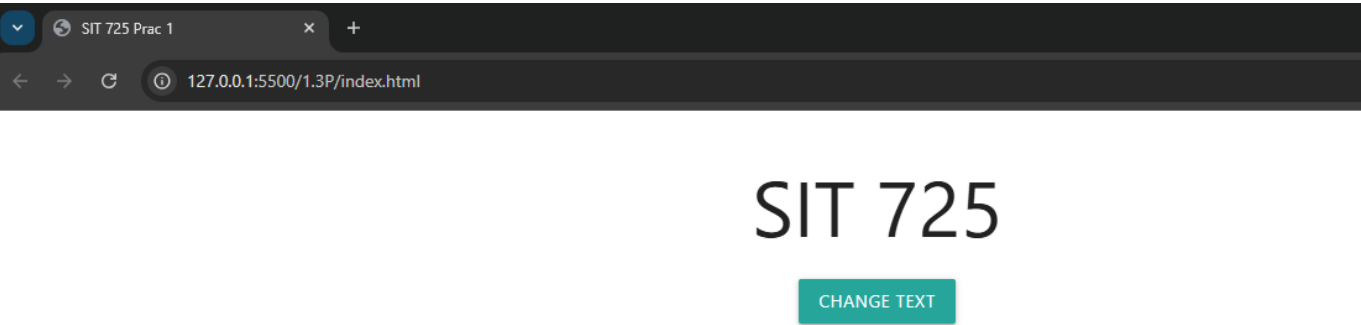 SIT 725 Prac 1
127.0.0.1:5500/1.3P/index.html
SIT 725
CHANGE TEXT